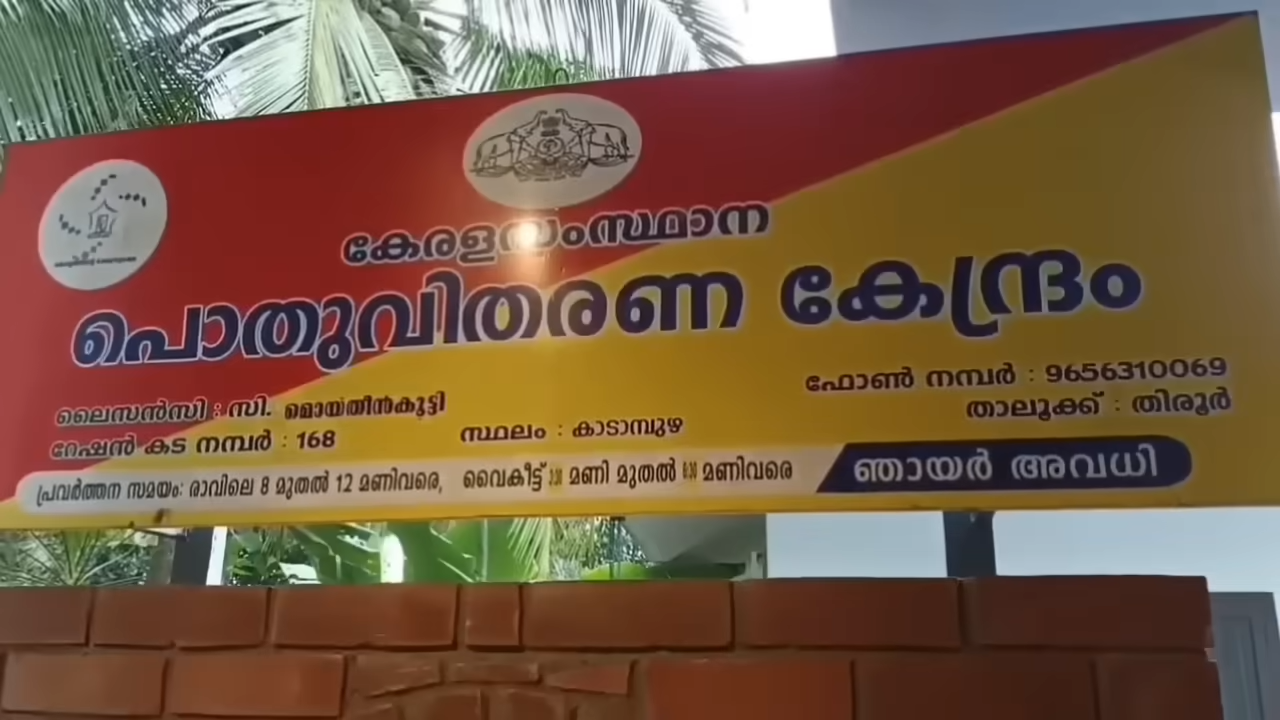 കേരളസംസ്ഥാന
പൊതുവിതരണ കേന്ദ്രം
ലൈസൻസി : സി. മൊയ്തീൻകുട്ടി
ഫോൺ നമ്പർ : 9656310069
റേഷൻ കട നമ്പർ : 168
സ്ഥലം : കാടാമ്പുഴ
താലൂക്ക് : തിരൂർ
പ്രവർത്തന സമയം: രാവിലെ 8 മുതൽ 12 മണിവരെ, വൈകീട്ട് മണി മുതൽ മണിവരെ
ഞായർ അവധി